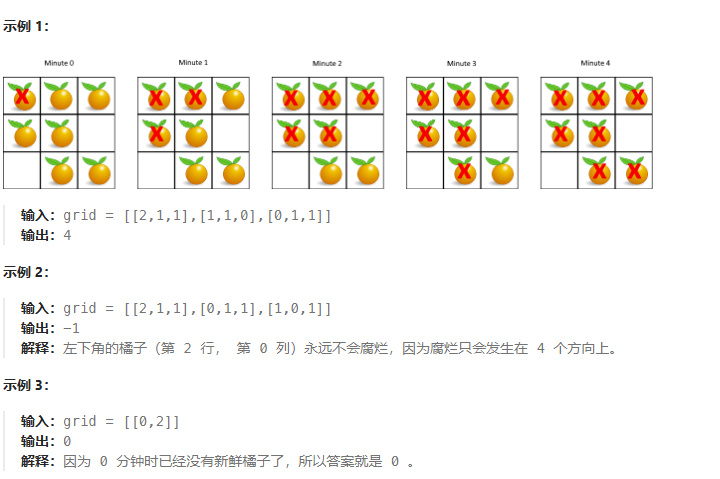 示例 1：
Minute 0 Minute 1 Minute 2 Minute 3 Minute 4
输入：grid = [[2,1,1],[1,1,0],[0,1,1]]
输出：4
示例 2：
输入：grid = [[2,1,1],[0,1,1],[1,0,1]]
输出：-1
解释：左下角的橘子（第 2 行， 第 0 列）永远不会腐烂，因为腐烂只会发生在 4 个方向上。
示例 3：
输入：grid = [[0,2]]
输出：0
解释：因为 0 分钟时已经没有新鲜橘子了，所以答案就是 0 。